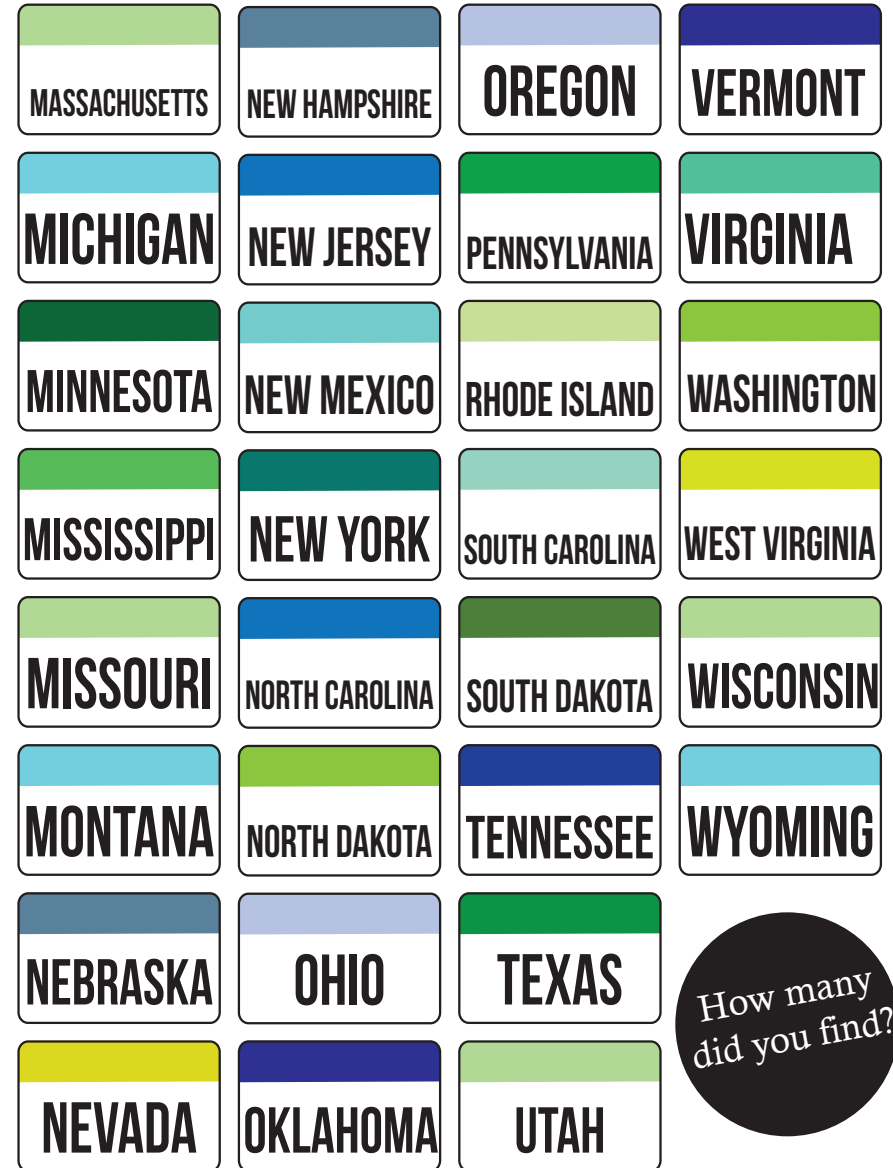 MASSACHUSETTS
NEW HAMPSHIRE
OREGON
VERMONT
MICHIGAN
NEW JERSEY
PENNSYLVANIA
VIRGINIA
MINNESOTA
NEW MEXICO
RHODE ISLAND
WASHINGTON
MISSISSIPPI
NEW YORK
SOUTH CAROLINA
WEST VIRGINIA
MISSOURI
NORTH CAROLINA
SOUTH DAKOTA
WISCONSIN
MONTANA
NORTH DAKOTA
TENNESSEE
WYOMING
NEBRASKA
OHIO
TEXAS
How many
did you find?
NEVADA
OKLAHOMA
UTAH